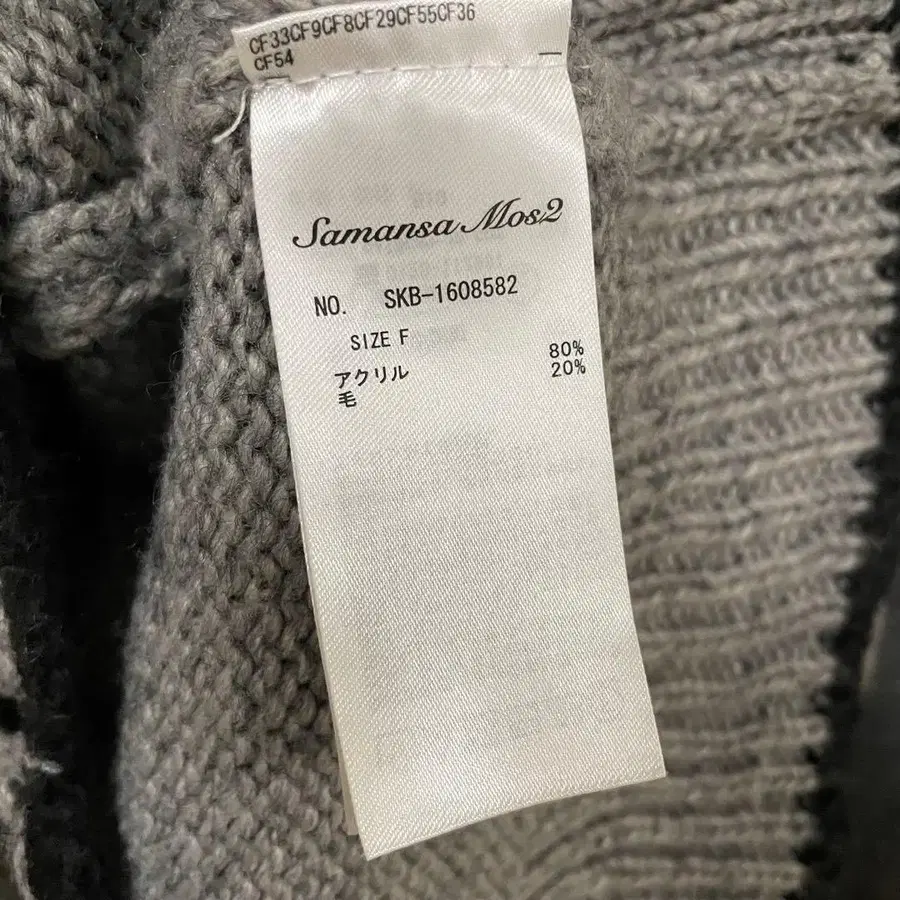 CF33CF9CF8CF29CF55CF36
CF54
Samansa Mos2
NO. SKB-1608582
SIZE F
アクリル 80%
毛 20%